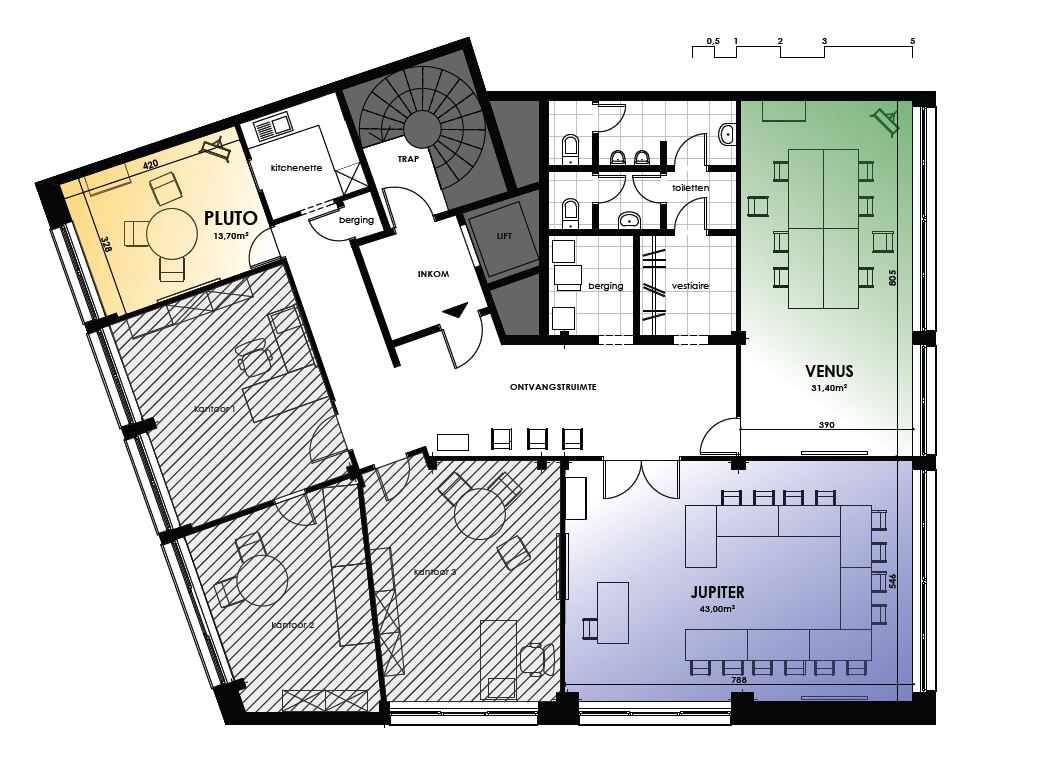 0,5 1 2 3 5
420
328
PLUTO
13,70m²
kitchenette
berging
TRAP
LIFT
INKOM
toiletten
berging
vestiaire
805
VENUS
31,40m²
390
ONTVANGSTRUIMTE
kantoor 1
kantoor 2
kantoor 3
JUPITER
43,00m²
546
788